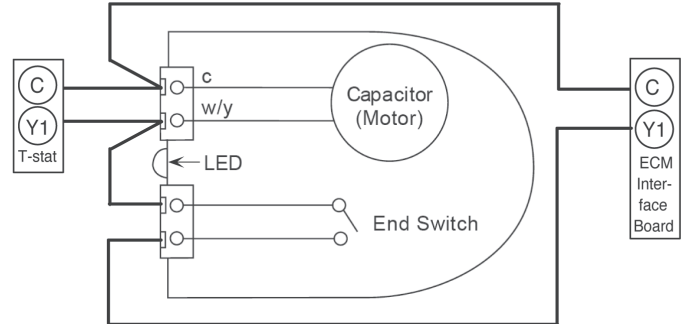 C
Y1
T-stat
c
w/y
LED
Capacitor
(Motor)
End Switch
C
Y1
ECM
Inter-
face
Board